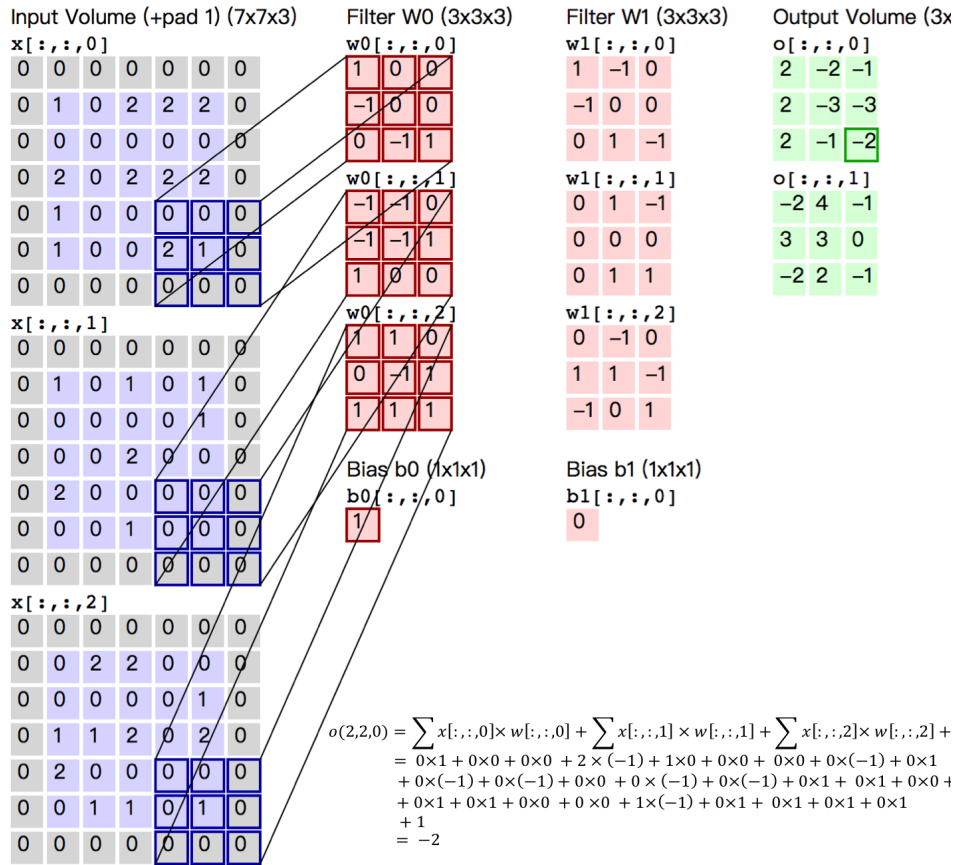 Input Volume (+pad 1) (7x7x3)
x[:,:,0]
0 0 0 0 0 0 0
0 1 0 2 2 2 0
0 0 0 0 0 0 0
0 2 0 2 2 2 0
0 1 0 0 0 0 0
0 1 0 0 2 1 0
0 0 0 0 0 0 0
x[:,:,1]
0 0 0 0 0 0 0
0 1 0 1 0 1 0
0 0 0 0 0 1 0
0 0 0 2 0 0 0
0 2 0 0 0 0 0
0 0 0 1 0 0 0
0 0 0 0 0 0 0
x[:,:,2]
0 0 0 0 0 0 0
0 0 2 2 0 0 0
0 0 0 0 0 1 0
0 1 1 2 0 2 0
0 2 0 0 0 0 0
0 0 1 1 0 1 0
0 0 0 0 0 0 0
Filter W0 (3x3x3)
w0[:,:,0]
1 0 0
−1 0 0
0 −1 1
w0[:,:,1]
−1 −1 0
−1 −1 1
1 0 0
w0[:,:,2]
1 1 0
0 −1 1
1 1 1
Bias b0 (1x1x1)
b0[:,:,0]
1
Filter W1 (3x3x3)
w1[:,:,0]
1 −1 0
−1 0 0
0 1 −1
w1[:,:,1]
0 1 −1
0 0 0
0 1 1
w1[:,:,2]
0 −1 0
1 1 −1
−1 0 1
Bias b1 (1x1x1)
b1[:,:,0]
0
Output Volume (3x
o[:,:,0]
2 −2 −1
2 −3 −3
2 −1 −2
o[:,:,1]
−2 4 −1
3 3 0
−2 2 −1
o(2,2,0) = ∑ x[:,:,0]× w[:,:,0] + ∑ x[:,:,1] × w[:,:,1] + ∑ x[:,:,2]× w[:,:,2] +
= 0×1 + 0×0 + 0×0 + 2 × (−1) + 1×0 + 0×0 + 0×0 + 0×(−1) + 0×1
+ 0×(−1) + 0×(−1) + 0×0 + 0 × (−1) + 0×(−1) + 0×1 + 0×1 + 0×0 +
+ 0×1 + 0×1 + 0×0 + 0 ×0 + 1×(−1) + 0×1 + 0×1 + 0×1 + 0×1
+ 1
= −2